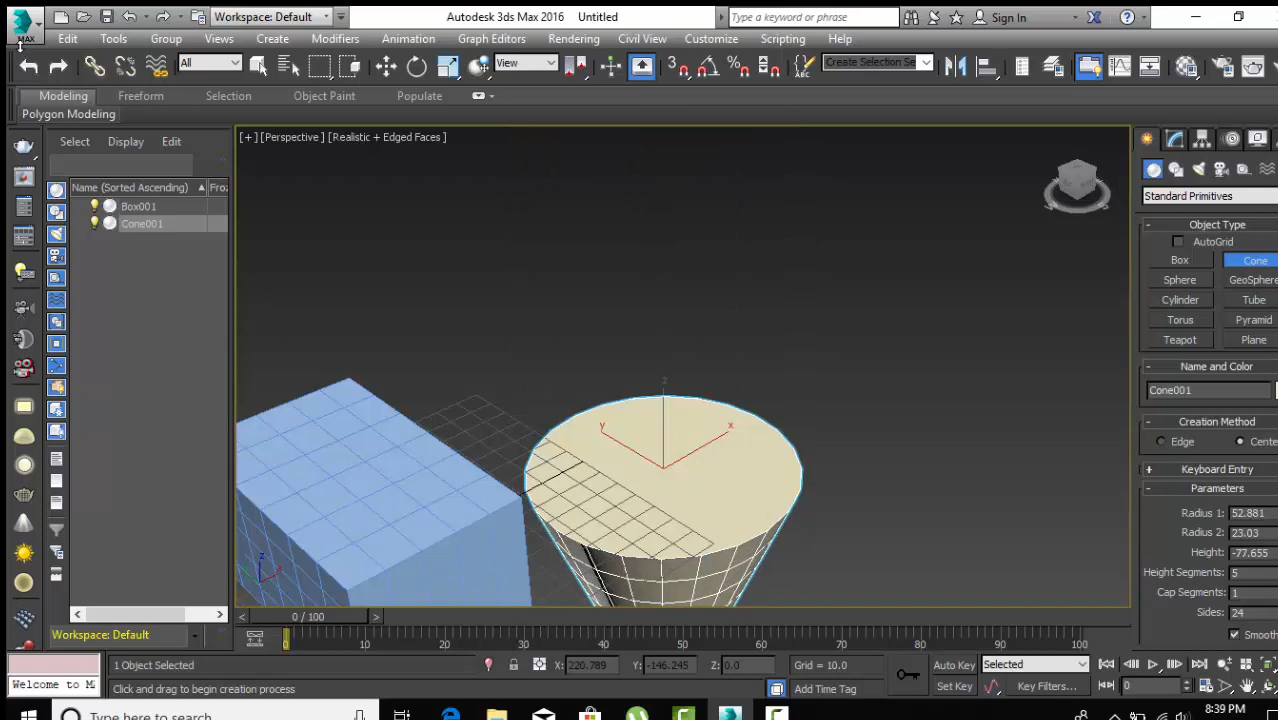 Workspace: Default
Autodesk 3ds Max 2016 Untitled
Type a keyword or phrase
Sign In
MAX
Edit Tools Group Views Create Modifiers Animation Graph Editors Rendering Civil View Customize Scripting Help
All
View
3
Create Selection Se
Modeling Freeform Selection Object Paint Populate
Polygon Modeling
Select Display Edit
[+] [Perspective] [Realistic + Edged Faces]
Name (Sorted Ascending) Fro
Box001
Cone001
Standard Primitives
- Object Type
AutoGrid
Box Cone
Sphere GeoSphere
Cylinder Tube
Torus Pyramid
Teapot Plane
- Name and Color
Cone001
- Creation Method
Edge Cente
+ Keyboard Entry
- Parameters
Radius 1: 52.881
Radius 2: 23.03
Height: -77.655
Height Segments: 5
Cap Segments: 1
Sides: 24
Smooth
z
y
x
z
x
< 0 / 100 >
Workspace: Default
0 10 20 30 40 50 60 70 80 90 100
1 Object Selected
X: 220.789 Y: -146.245 Z: 0.0
Grid = 10.0
Auto Key Selected
Welcome to M
Click and drag to begin creation process
Add Time Tag
Set Key Key Filters...
0
Type here to search
8:39 PM